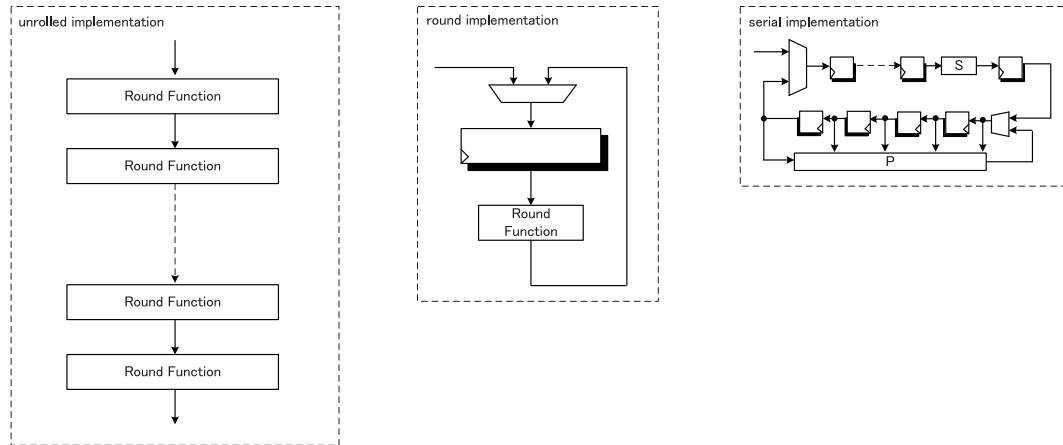 unrolled implementation
Round Function
Round Function
Round Function
Round Function
round implementation
Round
Function
serial implementation
S
P